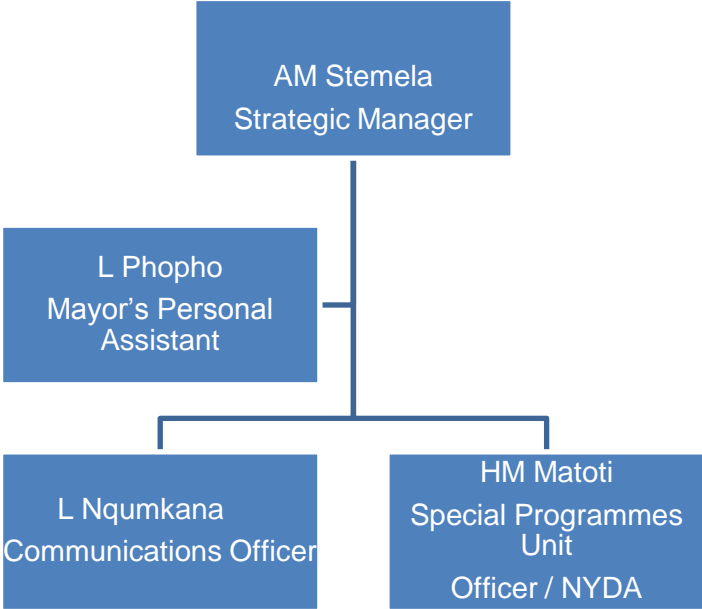 AM Stemela
Strategic Manager
L Phopho
Mayor’s Personal
Assistant
L Nqumkana
Communications Officer
HM Matoti
Special Programmes
Unit
Officer / NYDA